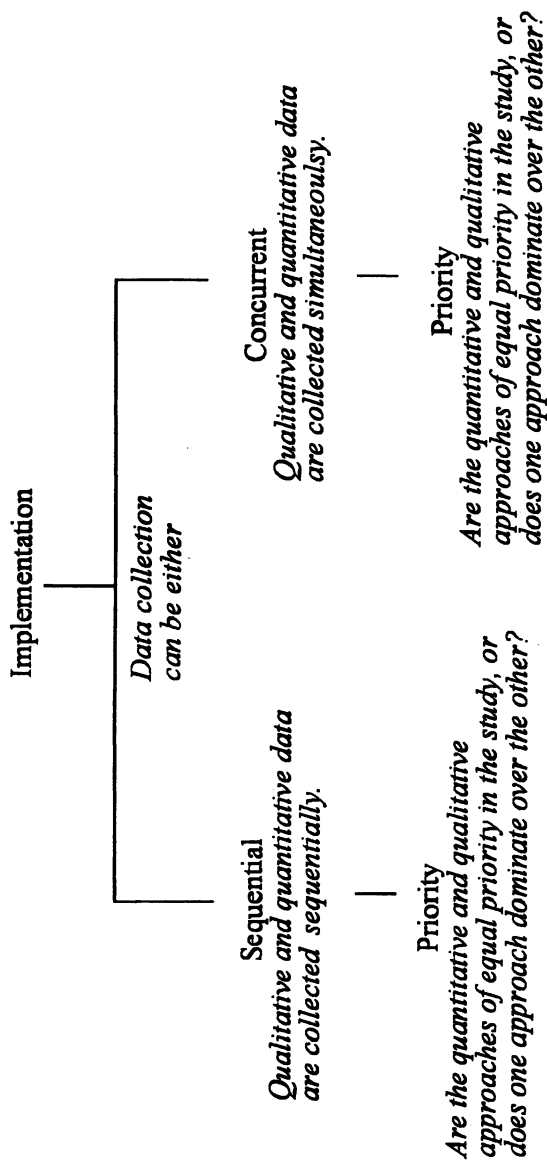 Implementation
Data collection
can be either
Sequential
Qualitative and quantitative data
are collected sequentially.
Concurrent
Qualitative and quantitative data
are collected simultaneoulsy.
Priority
Are the quantitative and qualitative
approaches of equal priority in the study, or
does one approach dominate over the other?
Priority
Are the quantitative and qualitative
approaches of equal priority in the study, or
does one approach dominate over the other?